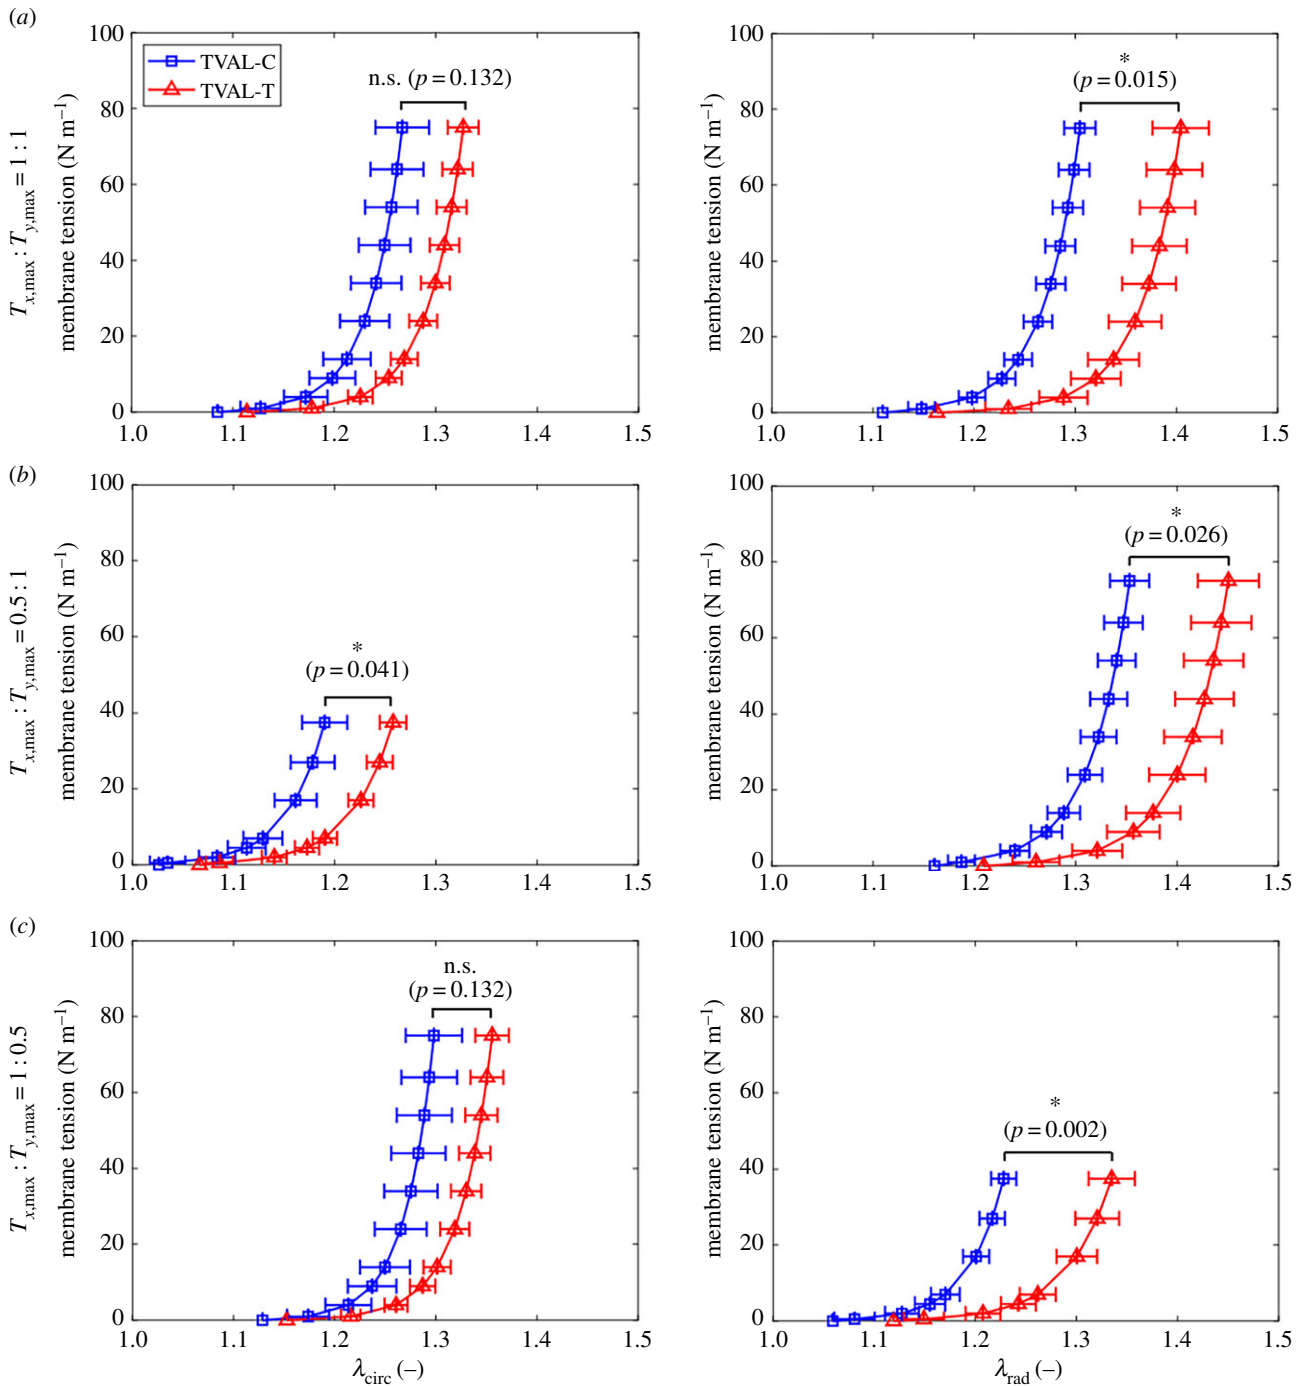 (a)
T x,max : T y,max = 1 : 1
membrane tension (N m⁻¹)
100
80
60
40
20
0
TVAL-C
TVAL-T
n.s. (p = 0.132)
1.0 1.1 1.2 1.3 1.4 1.5
membrane tension (N m⁻¹)
100
80
60
40
20
0
*
(p = 0.015)
1.0 1.1 1.2 1.3 1.4 1.5
(b)
T x,max : T y,max = 0.5 : 1
membrane tension (N m⁻¹)
100
80
60
40
20
0
*
(p = 0.041)
1.0 1.1 1.2 1.3 1.4 1.5
membrane tension (N m⁻¹)
100
80
60
40
20
0
*
(p = 0.026)
1.0 1.1 1.2 1.3 1.4 1.5
(c)
T x,max : T y,max = 1 : 0.5
membrane tension (N m⁻¹)
100
80
60
40
20
0
n.s.
(p = 0.132)
1.0 1.1 1.2 1.3 1.4 1.5
λcirc (–)
membrane tension (N m⁻¹)
100
80
60
40
20
0
*
(p = 0.002)
1.0 1.1 1.2 1.3 1.4 1.5
λrad (–)